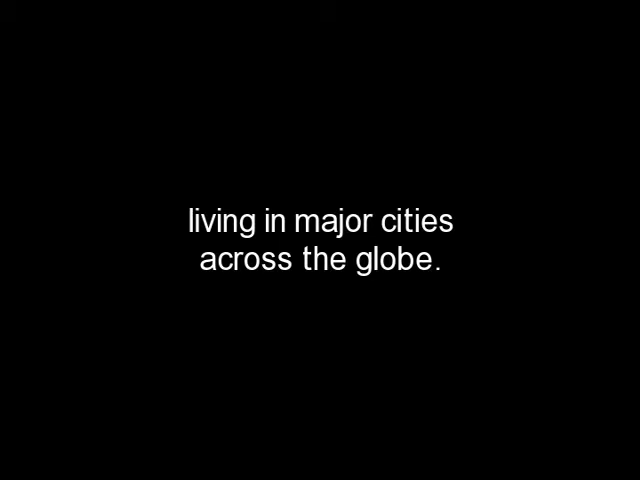 living in major cities
across the globe.